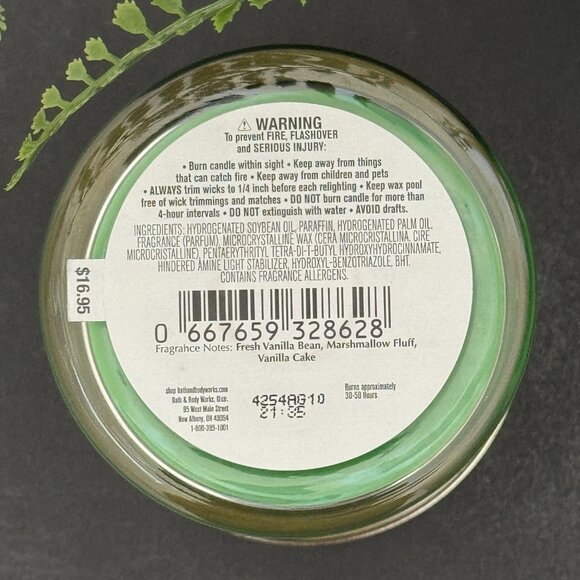 ⚠ WARNING
To prevent FIRE, FLASHOVER
and SERIOUS INJURY:
• Burn candle within sight • Keep away from things
that can catch fire • Keep away from children and pets
• ALWAYS trim wicks to 1/4 inch before each relighting • Keep wax pool
free of wick trimmings and matches • DO NOT burn candle for more than
4-hour intervals • DO NOT extinguish with water • AVOID drafts.
INGREDIENTS: HYDROGENATED SOYBEAN OIL, PARAFFIN, HYDROGENATED PALM OIL,
FRAGRANCE (PARFUM), MICROCRYSTALLINE WAX (CERA MICROCRISTALLINA, CIRE
MICROCRISTALLINE), PENTAERYTHRITYL TETRA-DI-T-BUTYL HYDROXYHYDROCINNAMATE,
HINDERED AMINE LIGHT STABILIZER, HYDROXYL-BENZOTRIAZOLE, BHT.
CONTAINS FRAGRANCE ALLERGENS.
$16.95
0 667659 328628
Fragrance Notes: Fresh Vanilla Bean, Marshmallow Fluff,
Vanilla Cake
shop bathandbodyworks.com
Bath & Body Works, Distr.
95 West Main Street
New Albany, OH 43054
1-800-395-1001
4254AG10
21:35
Burns approximately
30-50 Hours